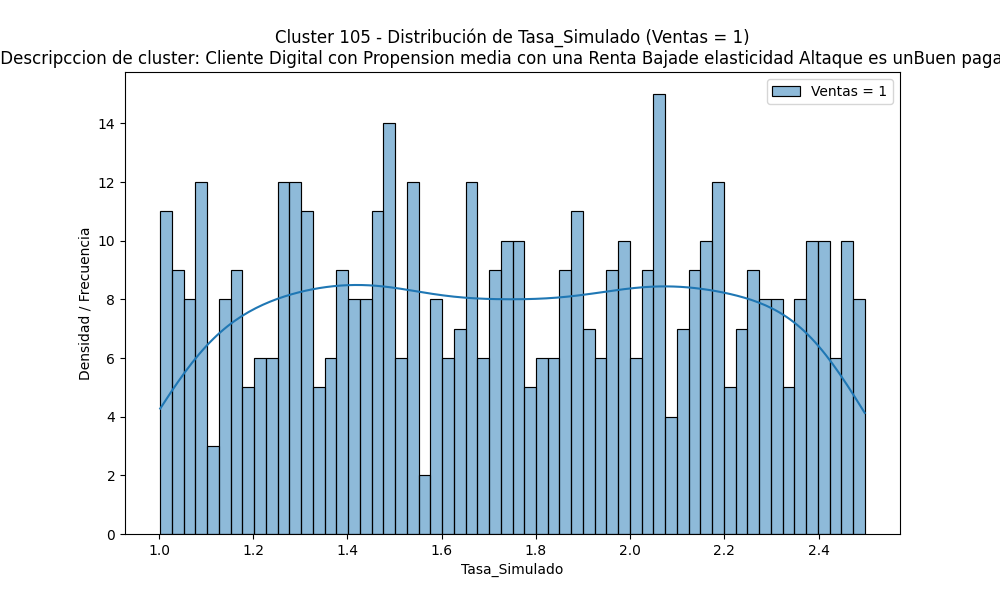 Cluster 105 - Distribución de Tasa_Simulado (Ventas = 1)
Descripccion de cluster: Cliente Digital con Propension media con una Renta Bajade elasticidad Altaque es unBuen paga
Ventas = 1
14
12
10
8
6
4
2
0
Densidad / Frecuencia
1.0 1.2 1.4 1.6 1.8 2.0 2.2 2.4
Tasa_Simulado